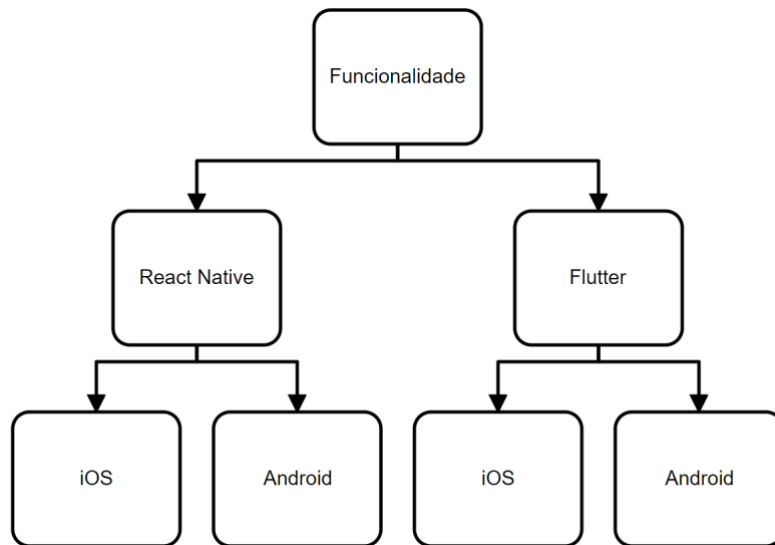 Funcionalidade
React Native
Flutter
iOS
Android
iOS
Android